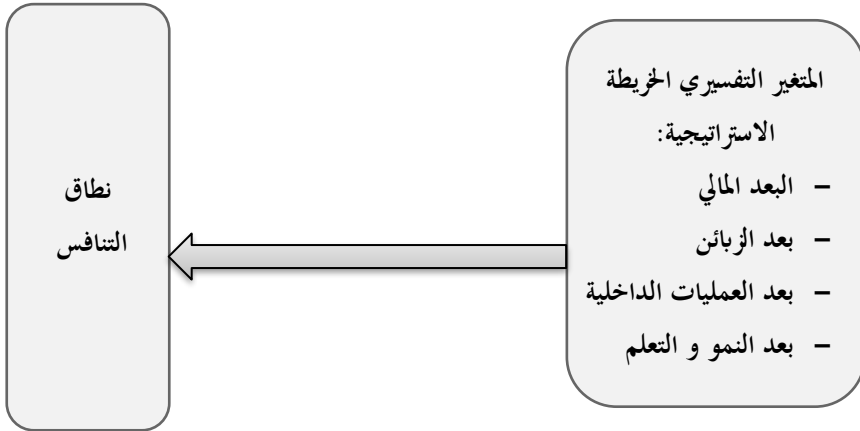 المتغير التفسيري الخريطة
الاستراتيجية:
– البعد المالي
– بعد الزبائن
– بعد العمليات الداخلية
– بعد النمو و التعلم
نطاق
التنافس